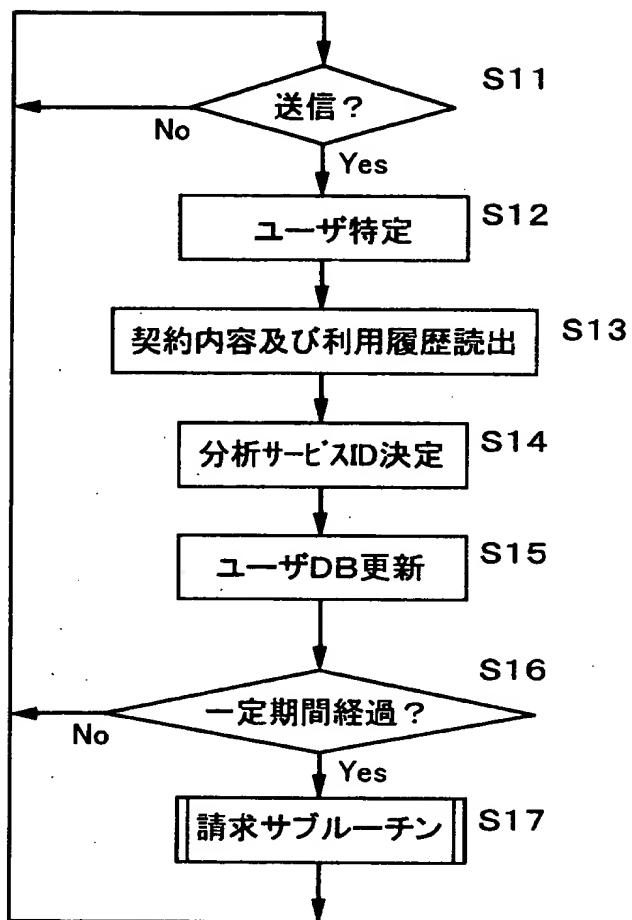 S11
送信？
No
Yes
ユーザ特定
S12
契約内容及び利用履歴読出
S13
分析サービスID決定
S14
ユーザDB更新
S15
S16
一定期間経過？
No
Yes
請求サブルーチン
S17